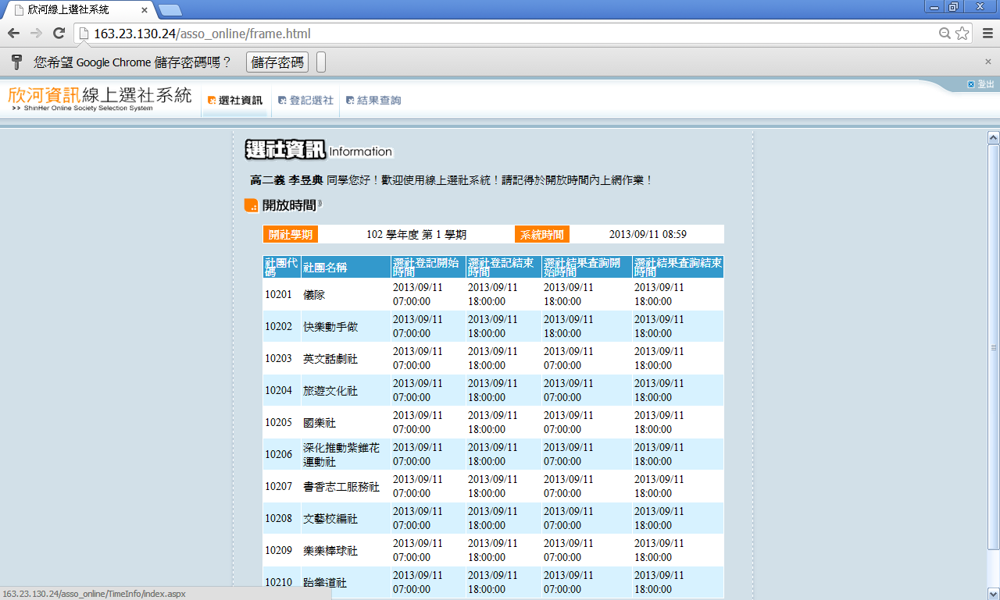 欣河線上選社系統
163.23.130.24/asso_online/frame.html
您希望 Google Chrome 儲存密碼嗎？ 儲存密碼
登出
欣河資訊線上選社系統
>> ShinHer Online Society Selection System
選社資訊 登記選社 結果查詢
選社資訊 Information
高二義 李昱典 同學您好！歡迎使用線上選社系統！請記得於開放時間內上網作業！
開放時間
開社學期 102 學年度 第 1 學期 系統時間 2013/09/11 08:59
社團代碼 社團名稱 選社登記開始時間 選社登記結束時間 選社結果查詢開始時間 選社結果查詢結束時間
10201 儀隊 2013/09/11 07:00:00 2013/09/11 18:00:00 2013/09/11 18:00:00 2013/09/11 18:00:00
10202 快樂動手做 2013/09/11 07:00:00 2013/09/11 18:00:00 2013/09/11 18:00:00 2013/09/11 18:00:00
10203 英文話劇社 2013/09/11 07:00:00 2013/09/11 18:00:00 2013/09/11 07:00:00 2013/09/11 18:00:00
10204 旅遊文化社 2013/09/11 07:00:00 2013/09/11 18:00:00 2013/09/11 07:00:00 2013/09/11 18:00:00
10205 國樂社 2013/09/11 07:00:00 2013/09/11 18:00:00 2013/09/11 07:00:00 2013/09/11 18:00:00
10206 深化推動紫錐花運動社 2013/09/11 07:00:00 2013/09/11 18:00:00 2013/09/11 07:00:00 2013/09/11 18:00:00
10207 書香志工服務社 2013/09/11 07:00:00 2013/09/11 18:00:00 2013/09/11 07:00:00 2013/09/11 18:00:00
10208 文藝校編社 2013/09/11 07:00:00 2013/09/11 18:00:00 2013/09/11 07:00:00 2013/09/11 18:00:00
10209 樂樂棒球社 2013/09/11 07:00:00 2013/09/11 18:00:00 2013/09/11 07:00:00 2013/09/11 18:00:00
10210 跆拳道社 2013/09/11 07:00:00 2013/09/11 18:00:00 2013/09/11 07:00:00 2013/09/11 18:00:00
163.23.130.24/asso_online/TimeInfo/index.aspx